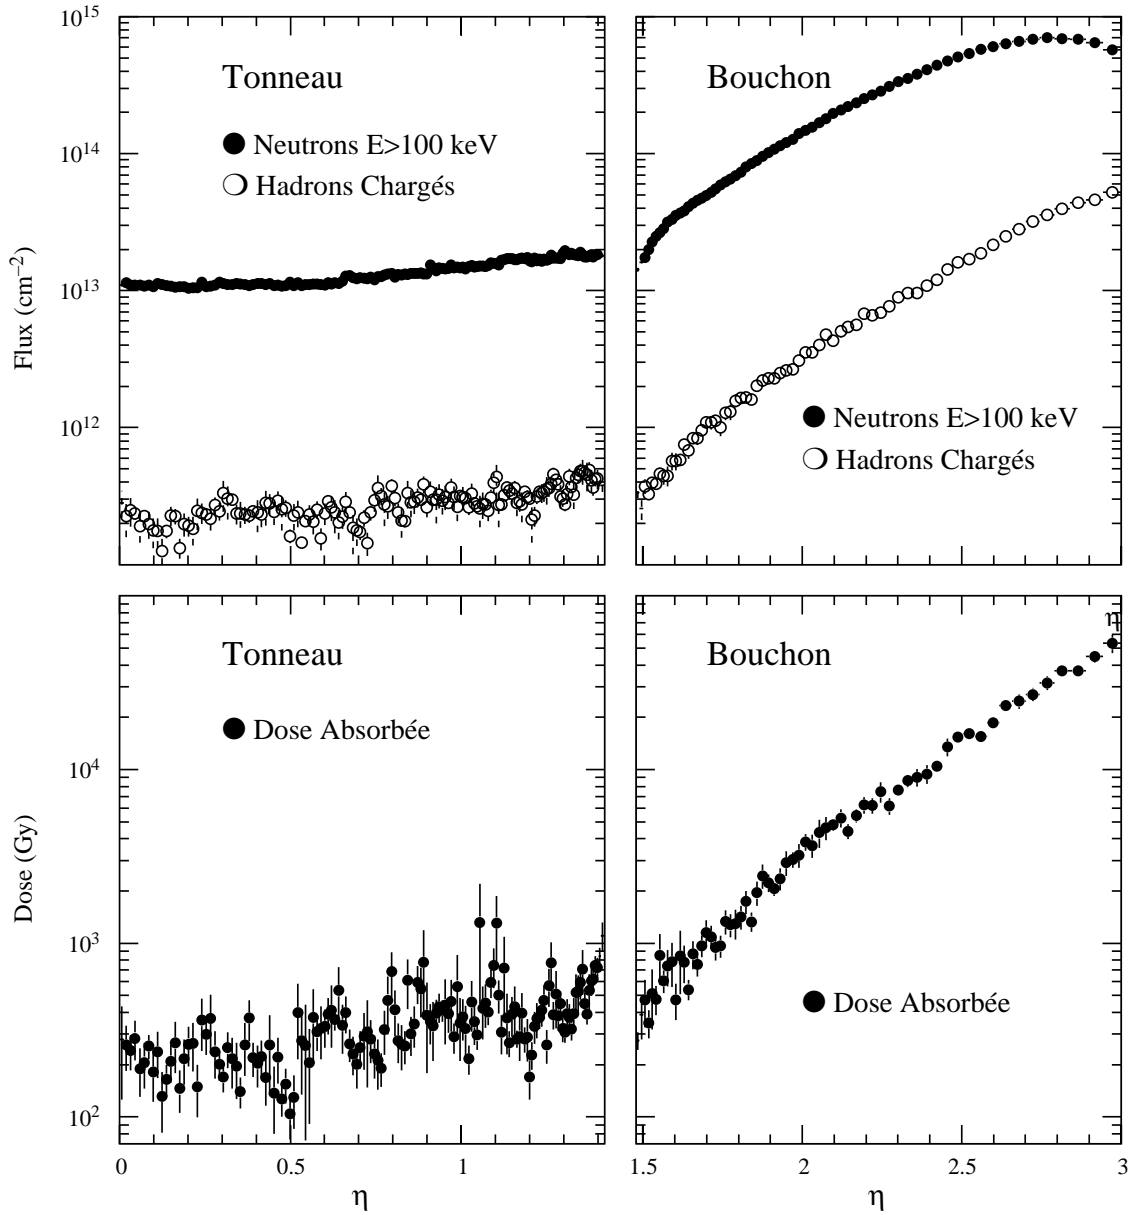 10^15
Tonneau
Bouchon
● Neutrons E>100 keV
○ Hadrons Chargés
10^14
Flux (cm^−2)
10^13
● Neutrons E>100 keV
○ Hadrons Chargés
10^12
Tonneau
Bouchon
η
● Dose Absorbée
10^4
Dose (Gy)
10^3
● Dose Absorbée
10^2
0 0.5 1
1.5 2 2.5 3
η
η